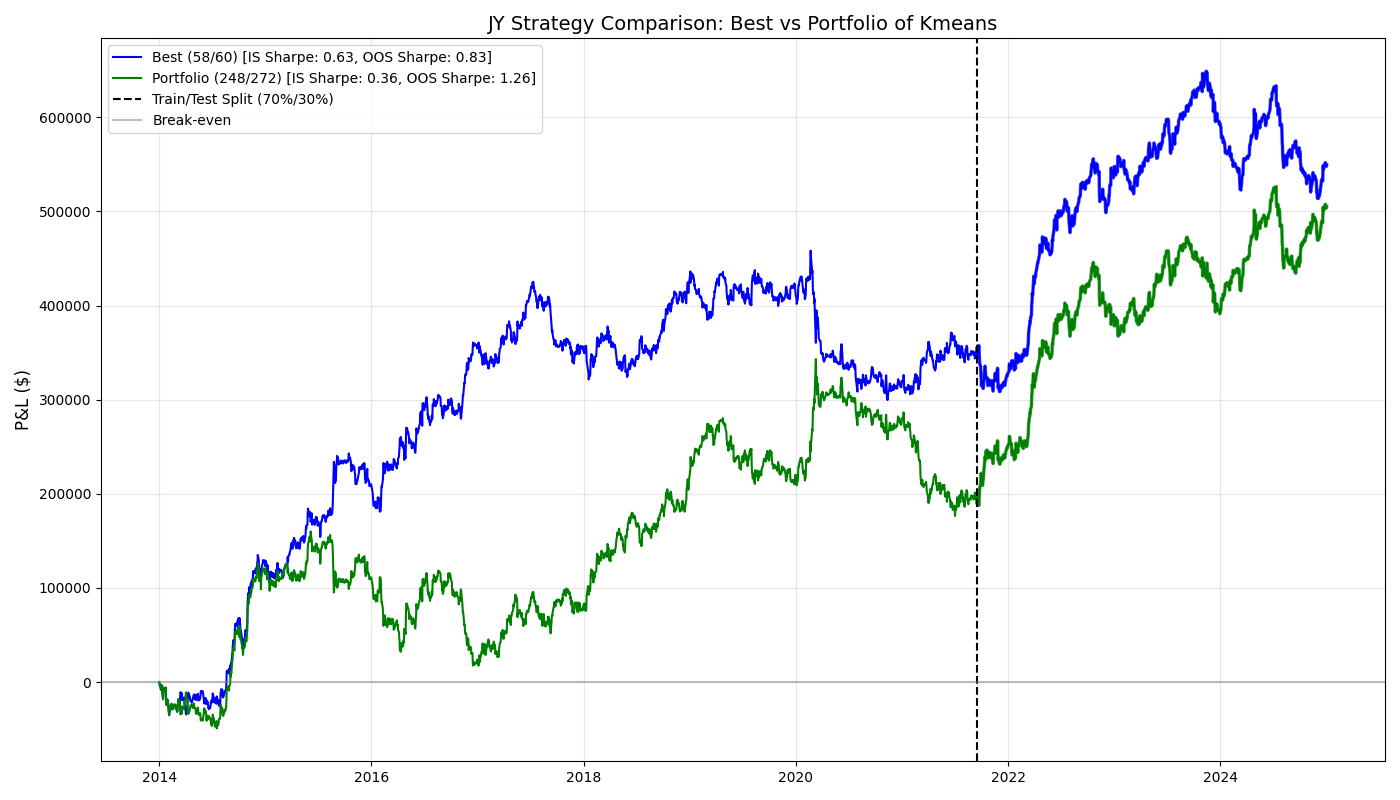 JY Strategy Comparison: Best vs Portfolio of Kmeans
Best (58/60) [IS Sharpe: 0.63, OOS Sharpe: 0.83]
Portfolio (248/272) [IS Sharpe: 0.36, OOS Sharpe: 1.26]
Train/Test Split (70%/30%)
Break-even
P&L ($)
600000
500000
400000
300000
200000
100000
0
2014 2016 2018 2020 2022 2024